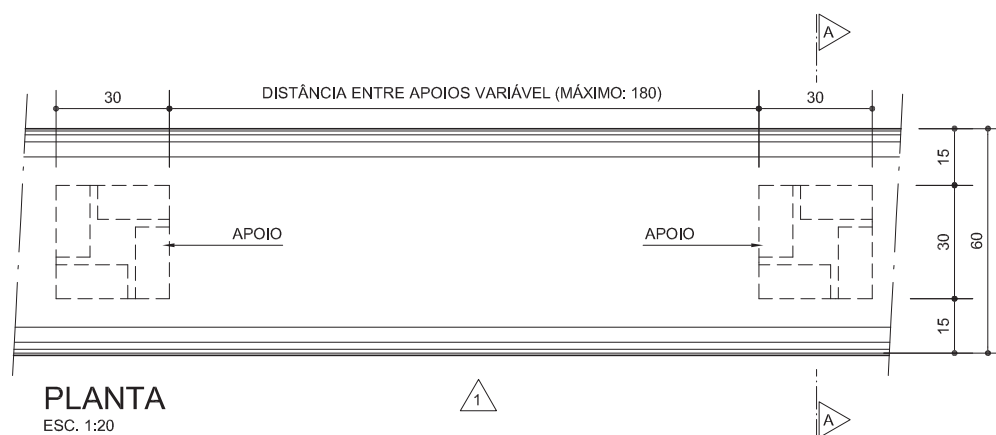 A
30
DISTÂNCIA ENTRE APOIOS VARIÁVEL (MÁXIMO: 180)
30
15
APOIO
APOIO
30
60
15
PLANTA
ESC. 1:20
1
A